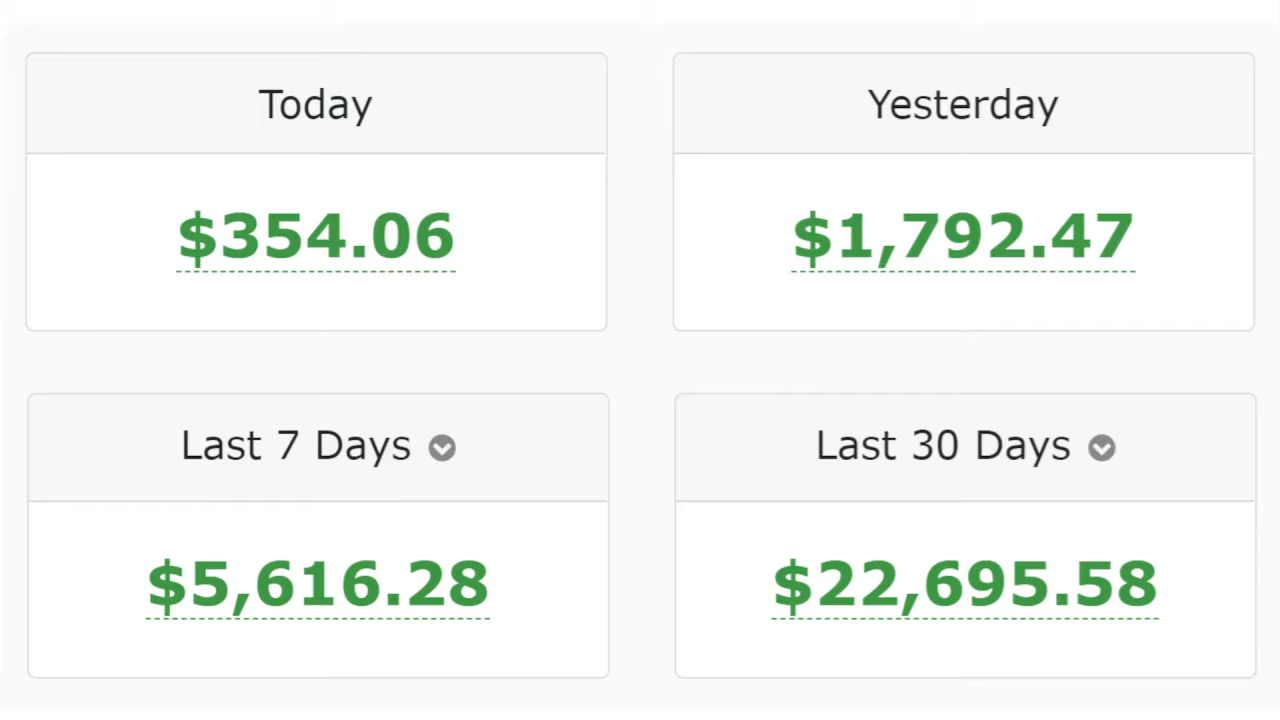 Today
$354.06
Yesterday
$1,792.47
Last 7 Days
$5,616.28
Last 30 Days
$22,695.58